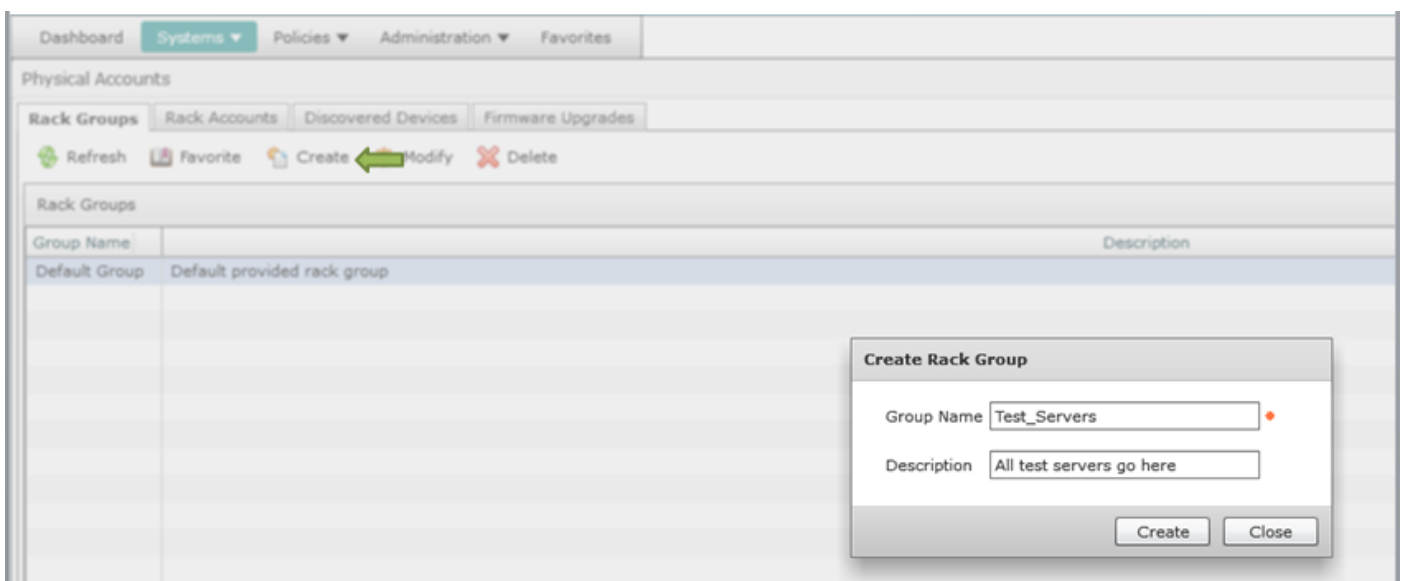 Dashboard Systems Policies Administration Favorites
Physical Accounts
Rack Groups Rack Accounts Discovered Devices Firmware Upgrades
Refresh Favorite Create Modify Delete
Rack Groups
Group Name Description
Default Group Default provided rack group
Create Rack Group
Group Name Test_Servers
Description All test servers go here
Create Close